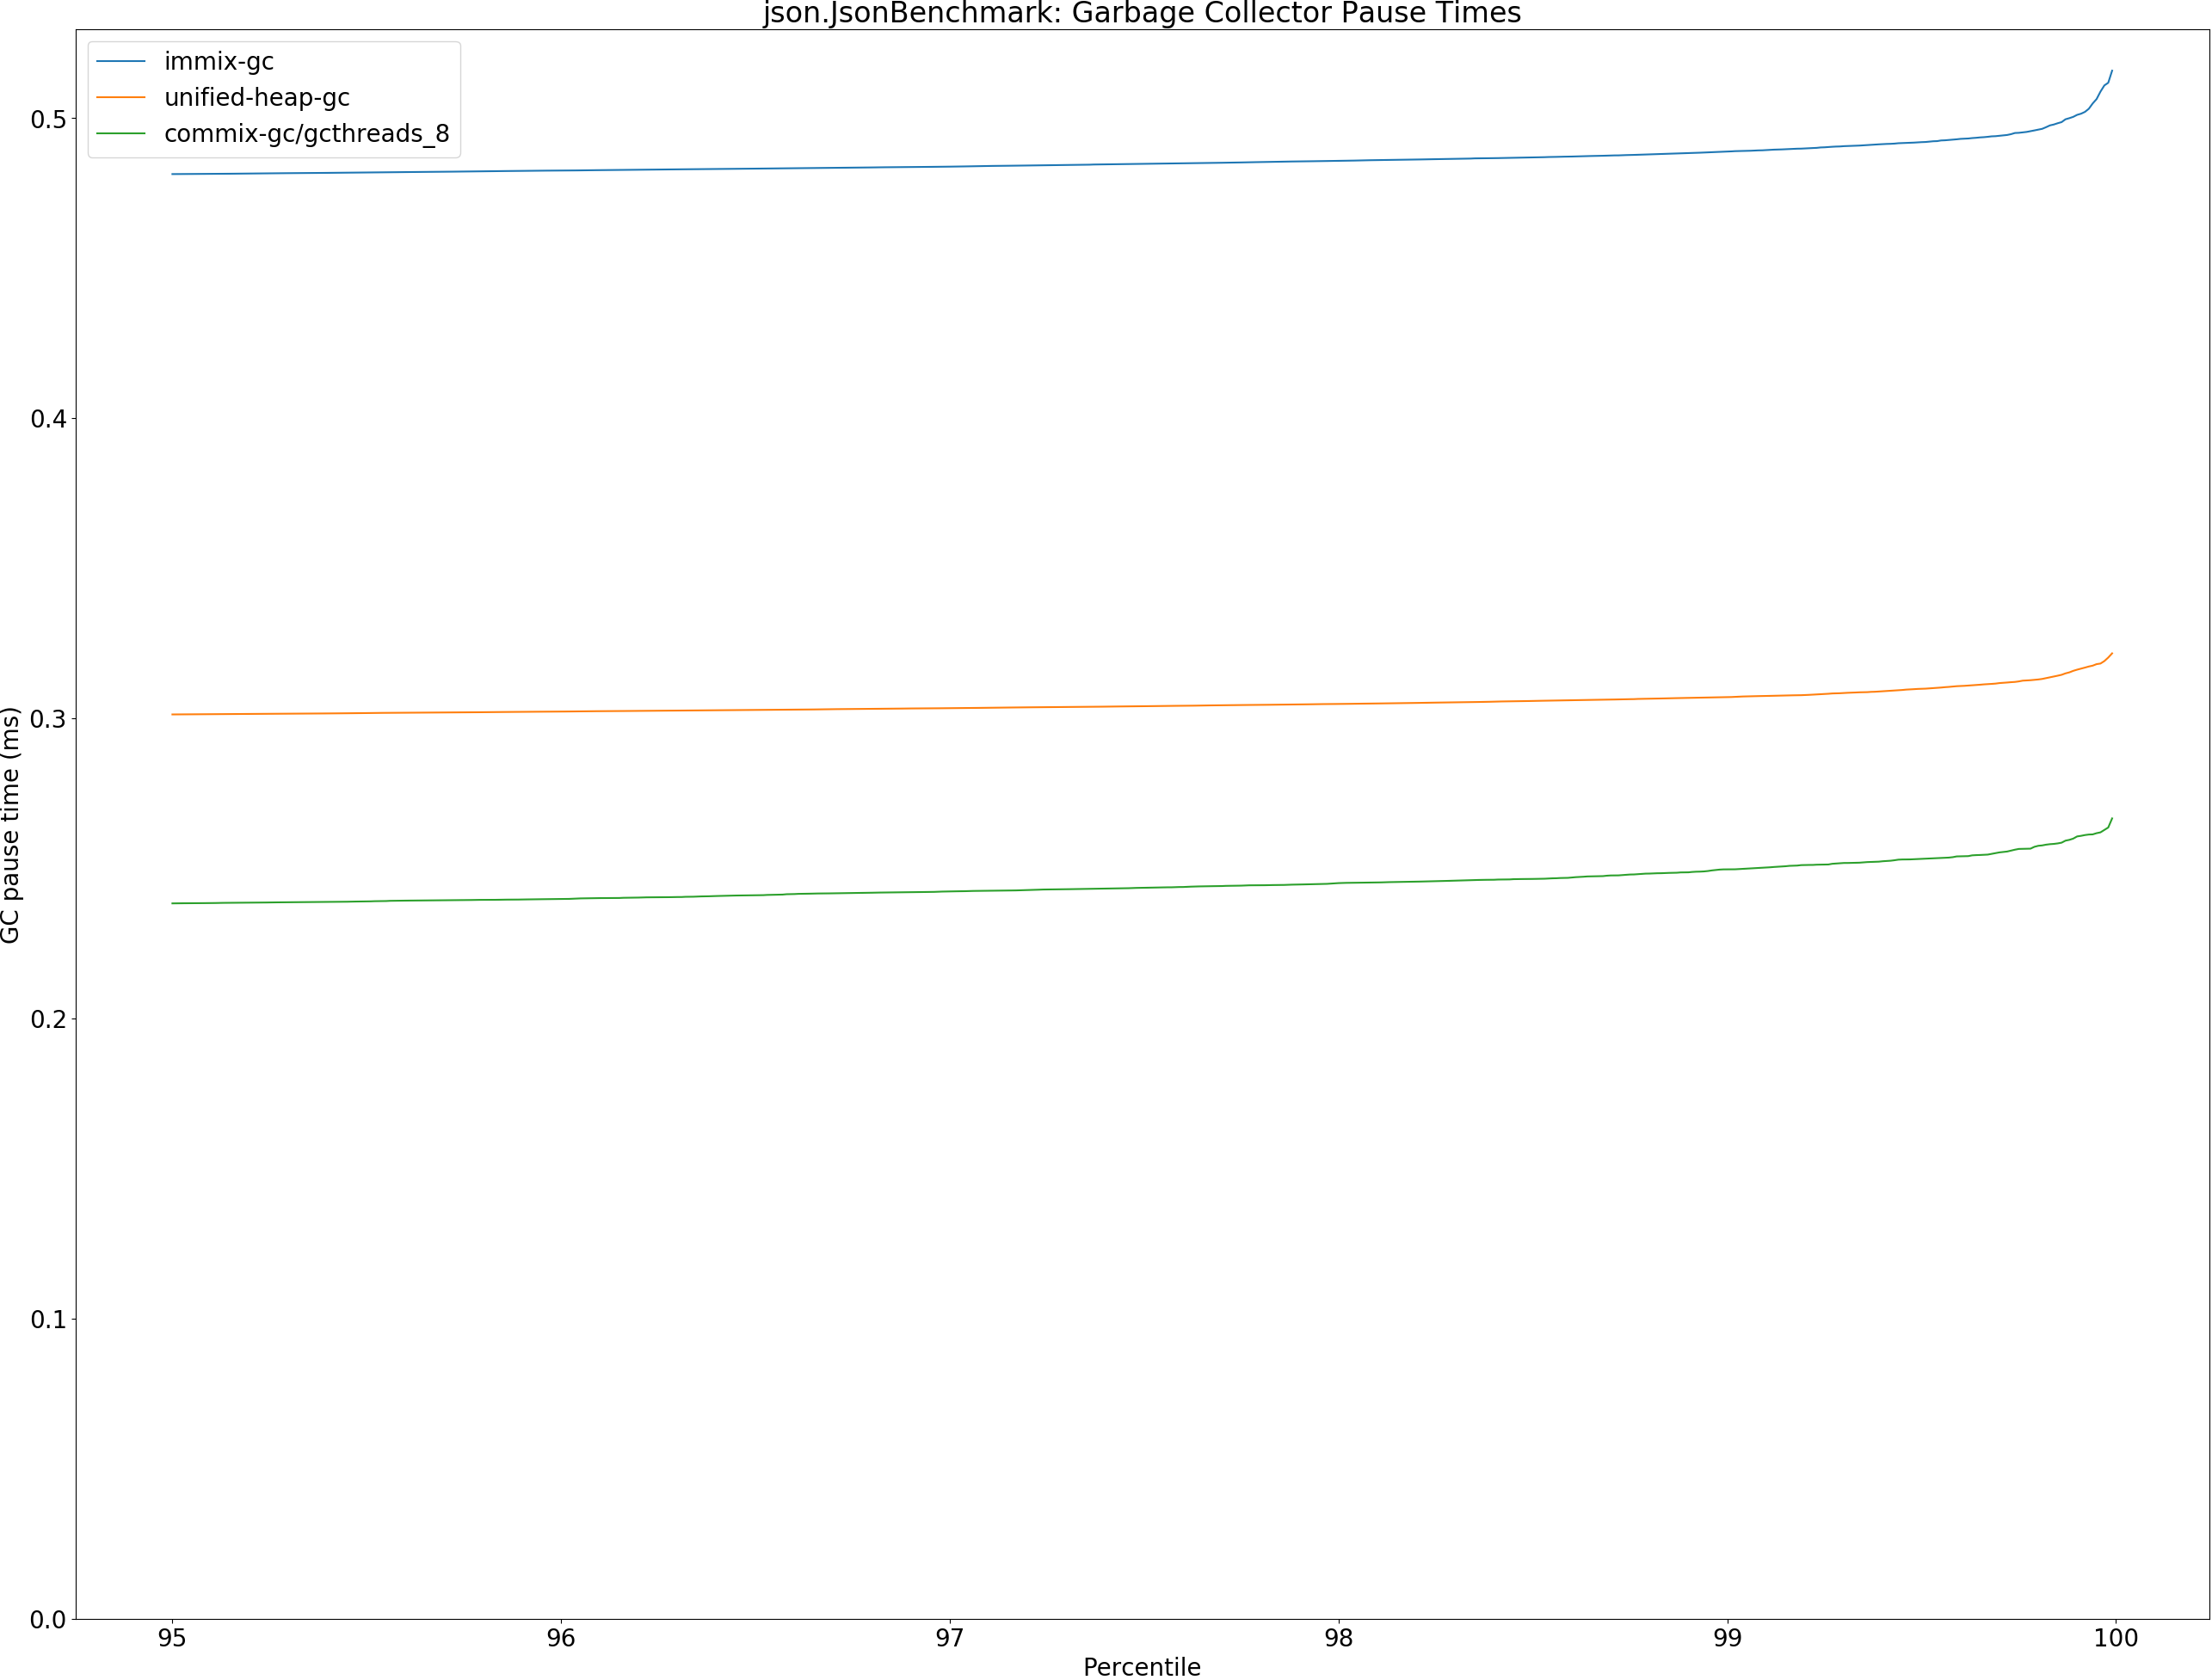 json.JsonBenchmark: Garbage Collector Pause Times
immix-gc
unified-heap-gc
commix-gc/gcthreads_8
0.5
0.4
0.3
0.2
0.1
0.0
GC pause time (ms)
95 96 97 98 99 100
Percentile